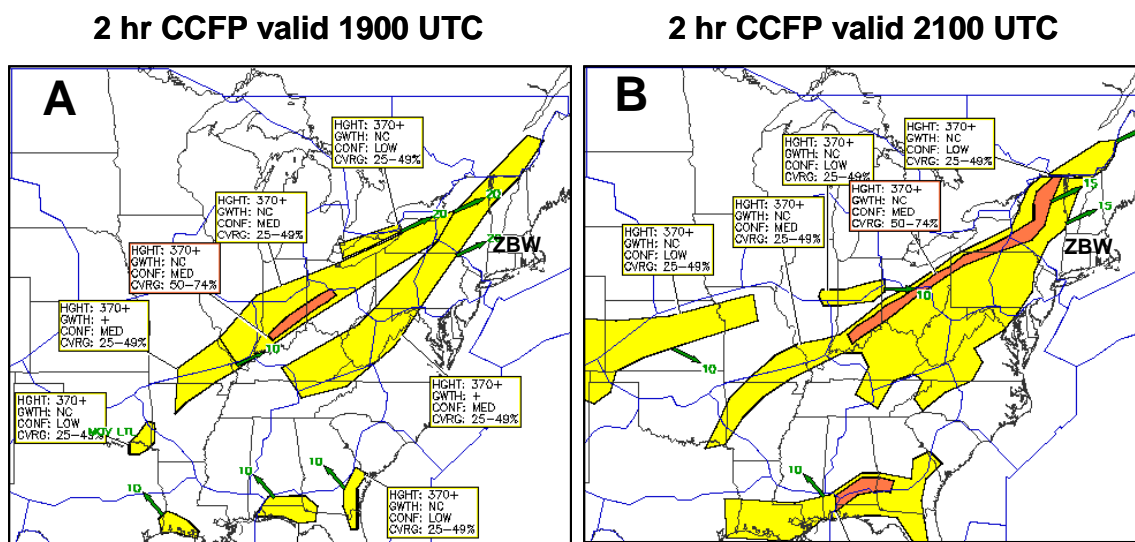 2 hr CCFP valid 1900 UTC
2 hr CCFP valid 2100 UTC
A
HGHT: 370+
GWTH: NC
CONF: LOW
CVRG: 25-49%
HGHT: 370+
GWTH: NC
CONF: MED
CVRG: 25-49%
HGHT: 370+
GWTH: NC
CONF: MED
CVRG: 50-74%
HGHT: 370+
GWTH: +
CONF: MED
CVRG: 25-49%
HGHT: 370+
GWTH: NC
CONF: LOW
CVRG: 25-49%
HGHT: 370+
GWTH: +
CONF: MED
CVRG: 25-49%
HGHT: 370+
GWTH: NC
CONF: LOW
CVRG: 25-49%
20
20
ZBW
10
LTL
10
10
10
B
HGHT: 370+
GWTH: NC
CONF: LOW
CVRG: 25-49%
HGHT: 370+
GWTH: NC
CONF: LOW
CVRG: 25-49%
HGHT: 370+
GWTH: NC
CONF: MED
CVRG: 50-74%
HGHT: 370+
GWTH: NC
CONF: MED
CVRG: 25-49%
HGHT: 370+
GWTH: NC
CONF: LOW
CVRG: 25-49%
15
15
ZBW
10
10
10